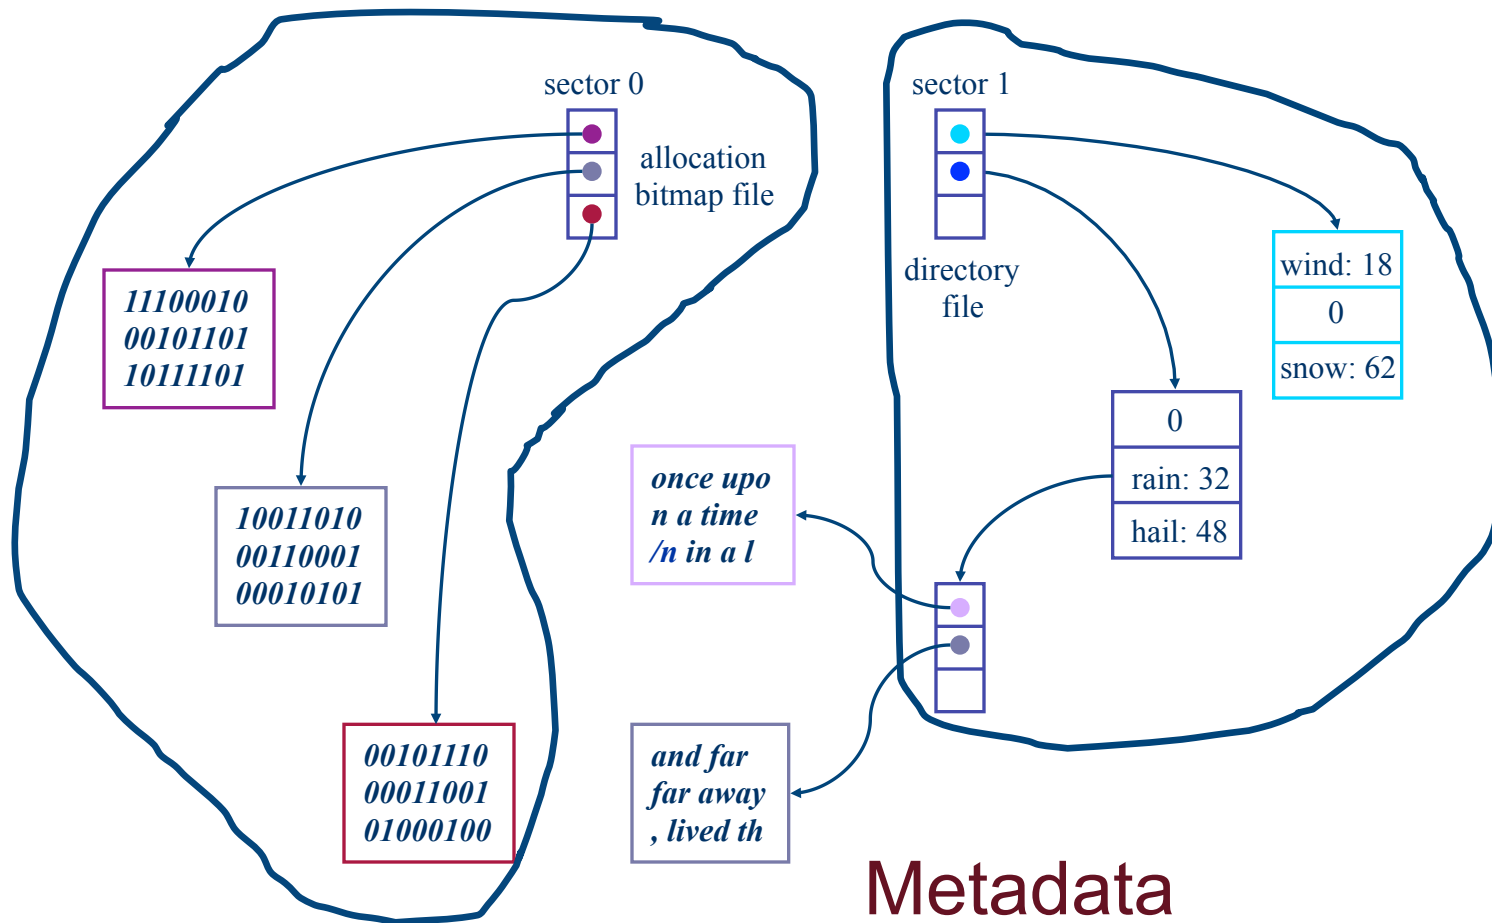 sector 0
allocation
bitmap file
11100010
00101101
10111101
10011010
00110001
00010101
00101110
00011001
01000100
sector 1
directory
file
wind: 18
0
snow: 62
0
rain: 32
hail: 48
once upo
n a time
/n in a l
and far
far away
, lived th
Metadata